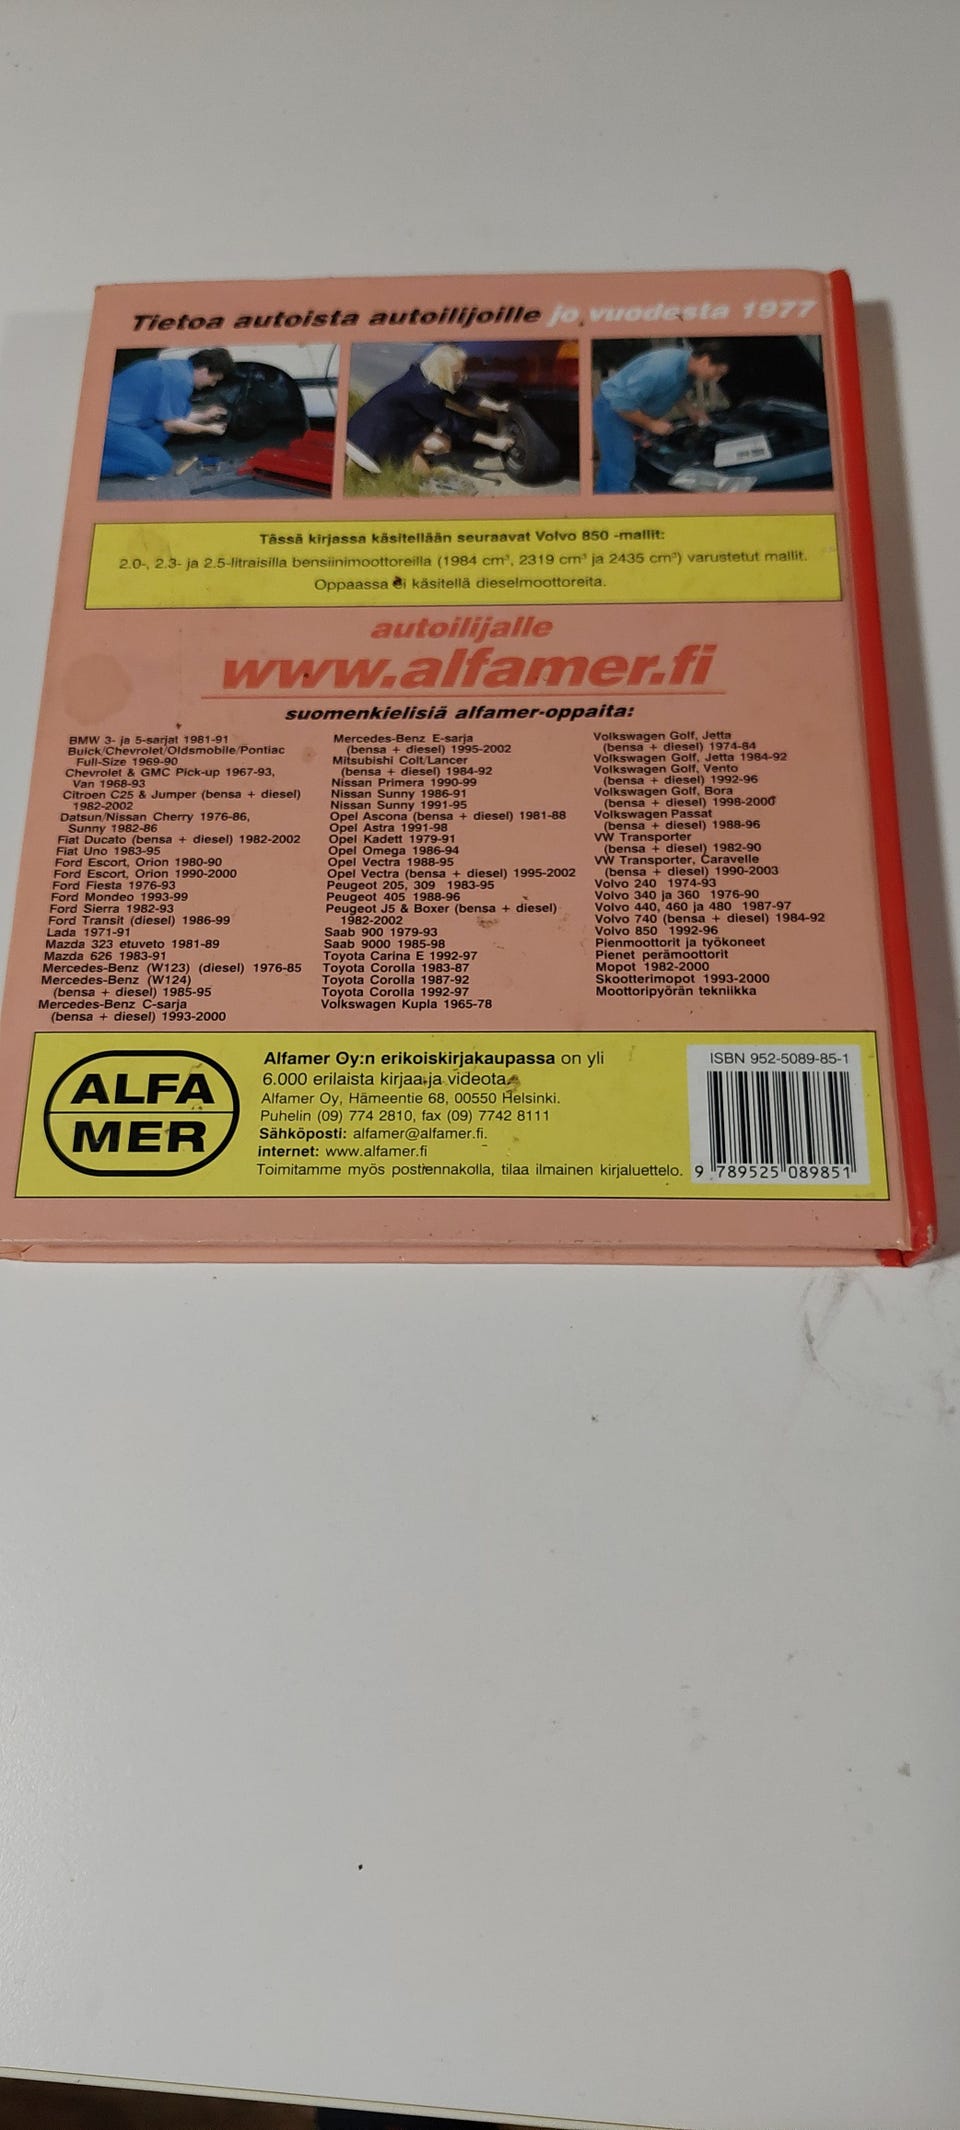 Tietoa autoista autoilijoille jo vuodesta 1977
Tässä kirjassa käsitellään seuraavat Volvo 850 -mallit:
2.0-, 2.3- ja 2.5-litraisilla bensiinimoottoreilla (1984 cm³, 2319 cm³ ja 2435 cm³) varustetut mallit.
Oppaassa ei käsitellä dieselmoottoreita.
autoilijalle
www.alfamer.fi
suomenkielisiä alfamer-oppaita:
BMW 3- ja 5-sarjat 1981-91
Buick/Chevrolet/Oldsmobile/Pontiac
Full-Size 1969-90
Chevrolet & GMC Pick-up 1967-93,
Van 1968-93
Citroen C25 & Jumper (bensa + diesel)
1982-2002
Datsun/Nissan Cherry 1976-86,
Sunny 1982-86
Fiat Ducato (bensa + diesel) 1982-2002
Fiat Uno 1983-95
Ford Escort, Orion 1980-90
Ford Escort, Orion 1990-2000
Ford Fiesta 1976-93
Ford Mondeo 1993-99
Ford Sierra 1982-93
Ford Transit (diesel) 1986-99
Lada 1971-91
Mazda 323 etuveto 1981-89
Mazda 626 1983-91
Mercedes-Benz (W123) (diesel) 1976-85
Mercedes-Benz (W124)
(bensa + diesel) 1985-95
Mercedes-Benz C-sarja
(bensa + diesel) 1993-2000
Mercedes-Benz E-sarja
(bensa + diesel) 1995-2002
Mitsubishi Colt/Lancer
(bensa + diesel) 1984-92
Nissan Primera 1990-99
Nissan Sunny 1986-91
Nissan Sunny 1991-95
Opel Ascona (bensa + diesel) 1981-88
Opel Astra 1991-98
Opel Kadett 1979-91
Opel Omega 1986-94
Opel Vectra 1988-95
Opel Vectra (bensa + diesel) 1995-2002
Peugeot 205, 309 1983-95
Peugeot 405 1988-96
Peugeot J5 & Boxer (bensa + diesel)
1982-2002
Saab 900 1979-93
Saab 9000 1985-98
Toyota Carina E 1992-97
Toyota Corolla 1983-87
Toyota Corolla 1987-92
Toyota Corolla 1992-97
Volkswagen Kupla 1965-78
Volkswagen Golf, Jetta
(bensa + diesel) 1974-84
Volkswagen Golf, Jetta 1984-92
Volkswagen Golf, Vento
(bensa + diesel) 1992-96
Volkswagen Golf, Bora
(bensa + diesel) 1998-2000
Volkswagen Passat
(bensa + diesel) 1988-96
VW Transporter
(bensa + diesel) 1982-90
VW Transporter, Caravelle
(bensa + diesel) 1990-2003
Volvo 240 1974-93
Volvo 340 ja 360 1976-90
Volvo 440, 460 ja 480 1987-97
Volvo 740 (bensa + diesel) 1984-92
Volvo 850 1992-96
Pienmoottorit ja työkoneet
Pienet perämoottorit
Mopot 1982-2000
Skootterimopot 1993-2000
Moottoripyörän tekniikka
ALFA
MER
Alfamer Oy:n erikoiskirjakaupassa on yli
6.000 erilaista kirjaa ja videota.
Alfamer Oy, Hämeentie 68, 00550 Helsinki.
Puhelin (09) 774 2810, fax (09) 7742 8111
Sähköposti: alfamer@alfamer.fi.
internet: www.alfamer.fi
Toimitamme myös postiennakolla, tilaa ilmainen kirjaluettelo.
ISBN 952-5089-85-1
9 789525 089851